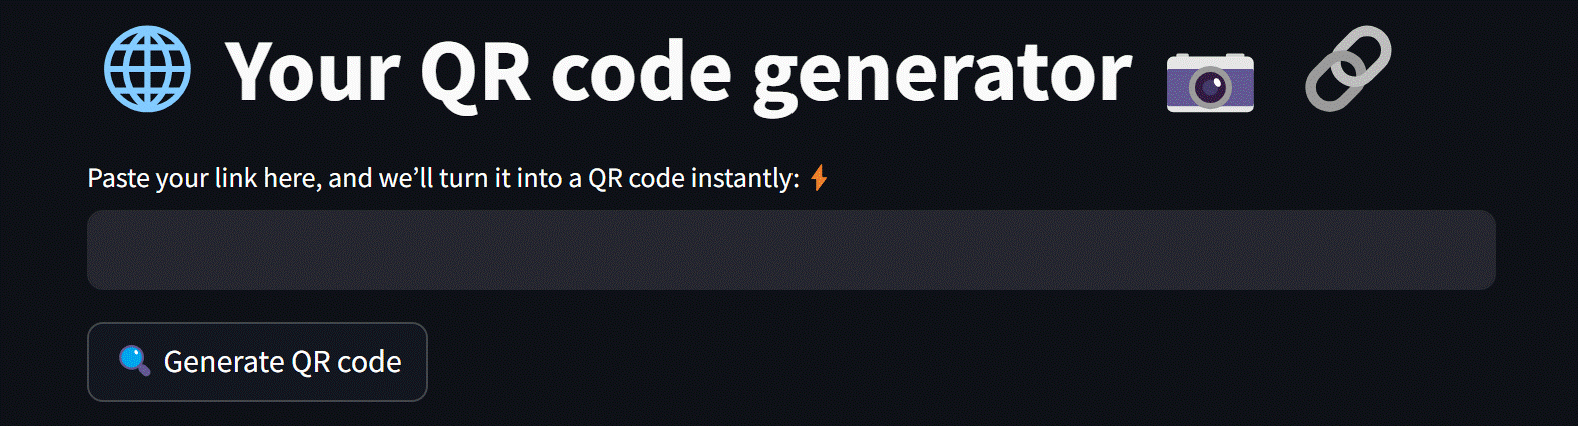 Your QR code generator
Paste your link here, and we’ll turn it into a QR code instantly:
Generate QR code